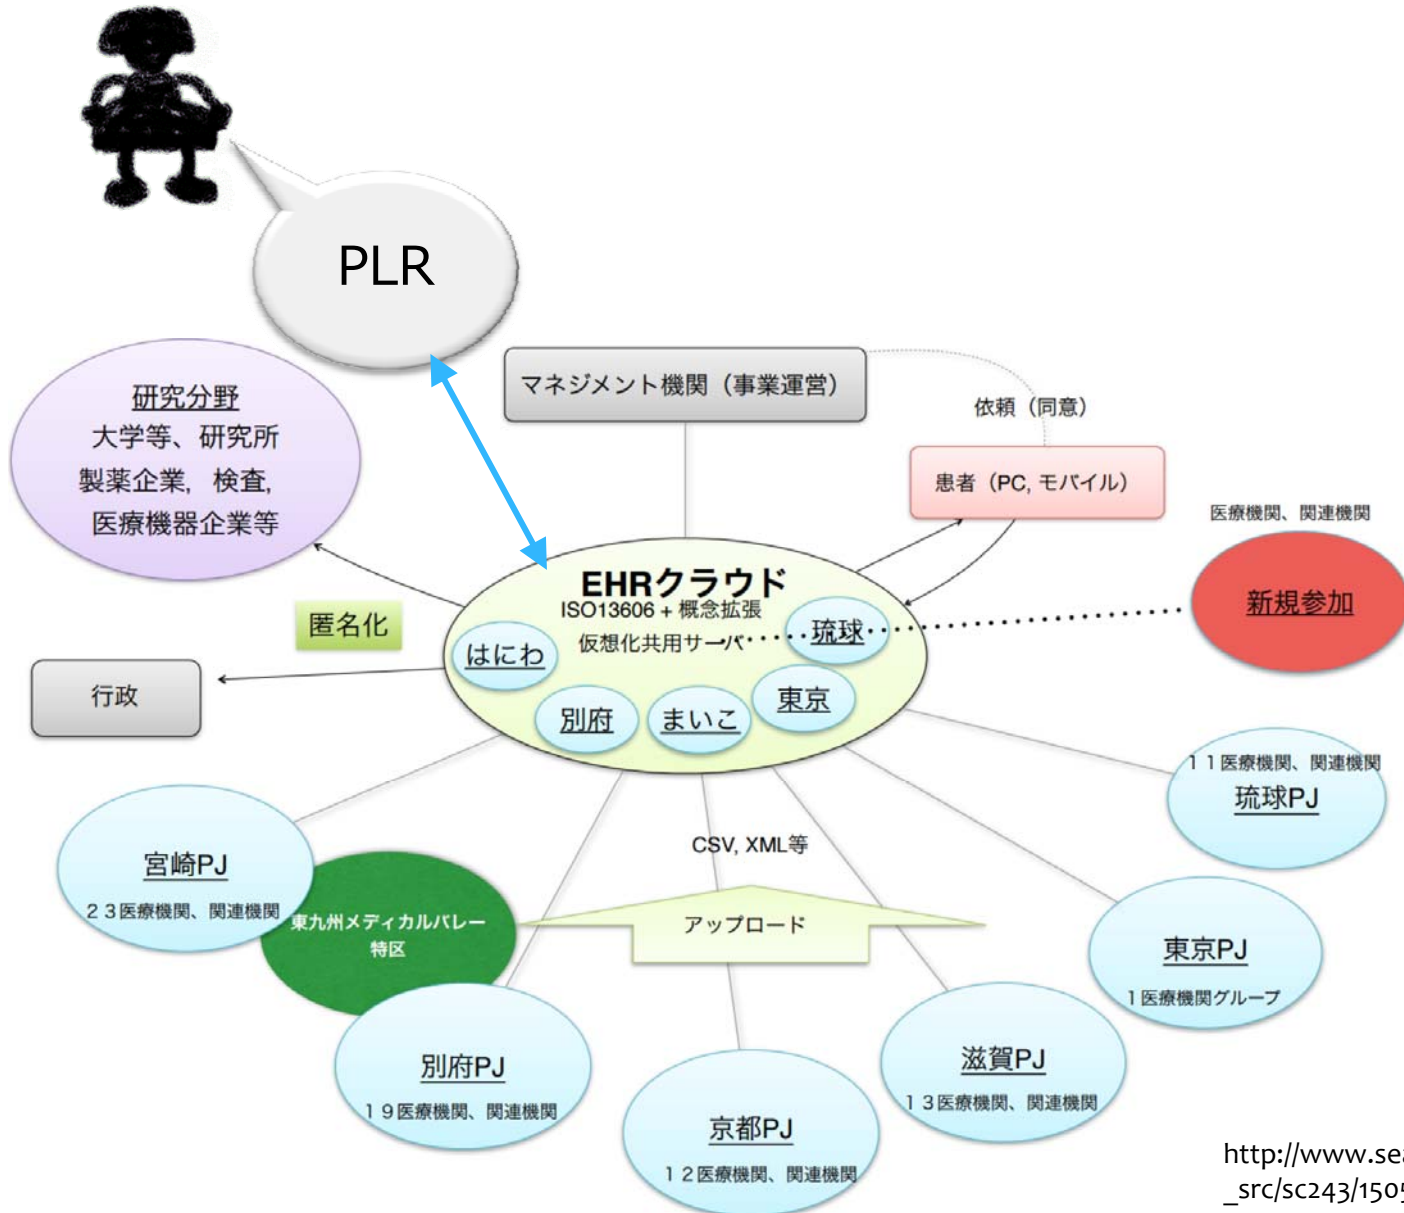 PLR
マネジメント機関（事業運営）
依頼（同意）
患者（PC, モバイル）
研究分野
大学等、研究所
製薬企業, 検査,
医療機器企業等
医療機関、関連機関
新規参加
EHRクラウド
ISO13606 + 概念拡張
仮想化共用サーバ
琉球
はにわ
別府
まいこ
東京
匿名化
行政
１１医療機関、関連機関
琉球PJ
宮崎PJ
２３医療機関、関連機関
東九州メディカルバレー
特区
CSV, XML等
アップロード
東京PJ
１医療機関グループ
別府PJ
１９医療機関、関連機関
京都PJ
１２医療機関、関連機関
滋賀PJ
１３医療機関、関連機関
http://www.sea
_src/sc243/1505